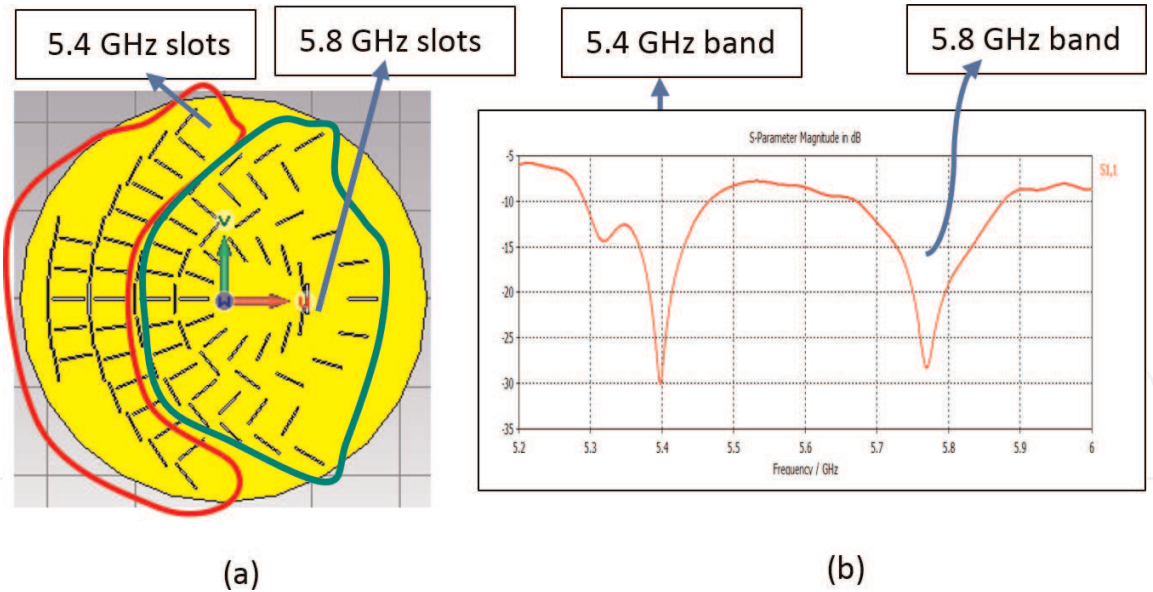 5.4 GHz slots
5.8 GHz slots
5.4 GHz band
5.8 GHz band
v
u
w
S-Parameter Magnitude in dB
S1,1
-5
-10
-15
-20
-25
-30
-35
5.2 5.3 5.4 5.5 5.6 5.7 5.8 5.9 6
Frequency / GHz
(a)
(b)